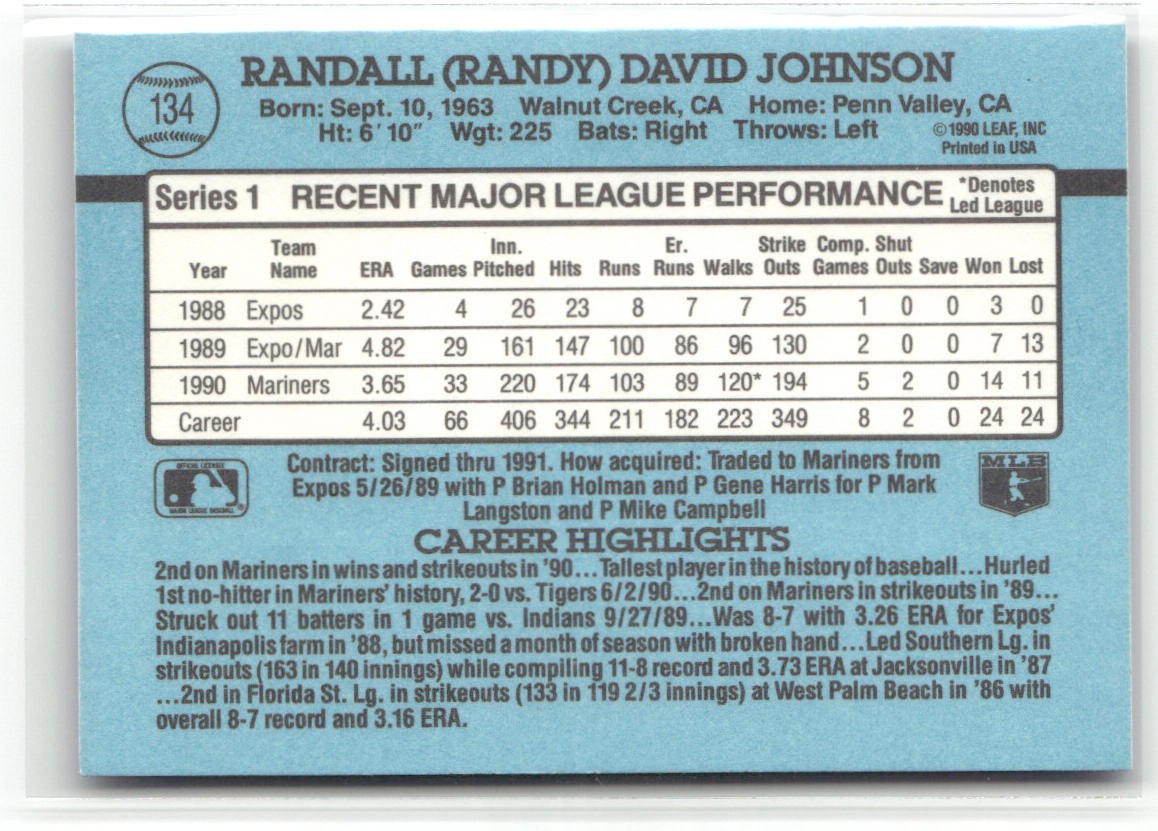 134
RANDALL (RANDY) DAVID JOHNSON
Born: Sept. 10, 1963 Walnut Creek, CA Home: Penn Valley, CA
Ht: 6' 10" Wgt: 225 Bats: Right Throws: Left
©1990 LEAF, INC
Printed in USA
Series 1 RECENT MAJOR LEAGUE PERFORMANCE
*Denotes
Led League
Team Inn. Er. Strike Comp. Shut
Year Name ERA Games Pitched Hits Runs Runs Walks Outs Games Outs Save Won Lost
1988 Expos 2.42 4 26 23 8 7 7 25 1 0 0 3 0
1989 Expo/Mar 4.82 29 161 147 100 86 96 130 2 0 0 7 13
1990 Mariners 3.65 33 220 174 103 89 120* 194 5 2 0 14 11
Career 4.03 66 406 344 211 182 223 349 8 2 0 24 24
OFFICIAL LICENSEE
MAJOR LEAGUE BASEBALL®
Contract: Signed thru 1991. How acquired: Traded to Mariners from
Expos 5/26/89 with P Brian Holman and P Gene Harris for P Mark
Langston and P Mike Campbell
MLB
CAREER HIGHLIGHTS
2nd on Mariners in wins and strikeouts in '90...Tallest player in the history of baseball...Hurled
1st no-hitter in Mariners' history, 2-0 vs. Tigers 6/2/90...2nd on Mariners in strikeouts in '89...
Struck out 11 batters in 1 game vs. Indians 9/27/89...Was 8-7 with 3.26 ERA for Expos'
Indianapolis farm in '88, but missed a month of season with broken hand...Led Southern Lg. in
strikeouts (163 in 140 innings) while compiling 11-8 record and 3.73 ERA at Jacksonville in '87
...2nd in Florida St. Lg. in strikeouts (133 in 119 2/3 innings) at West Palm Beach in '86 with
overall 8-7 record and 3.16 ERA.